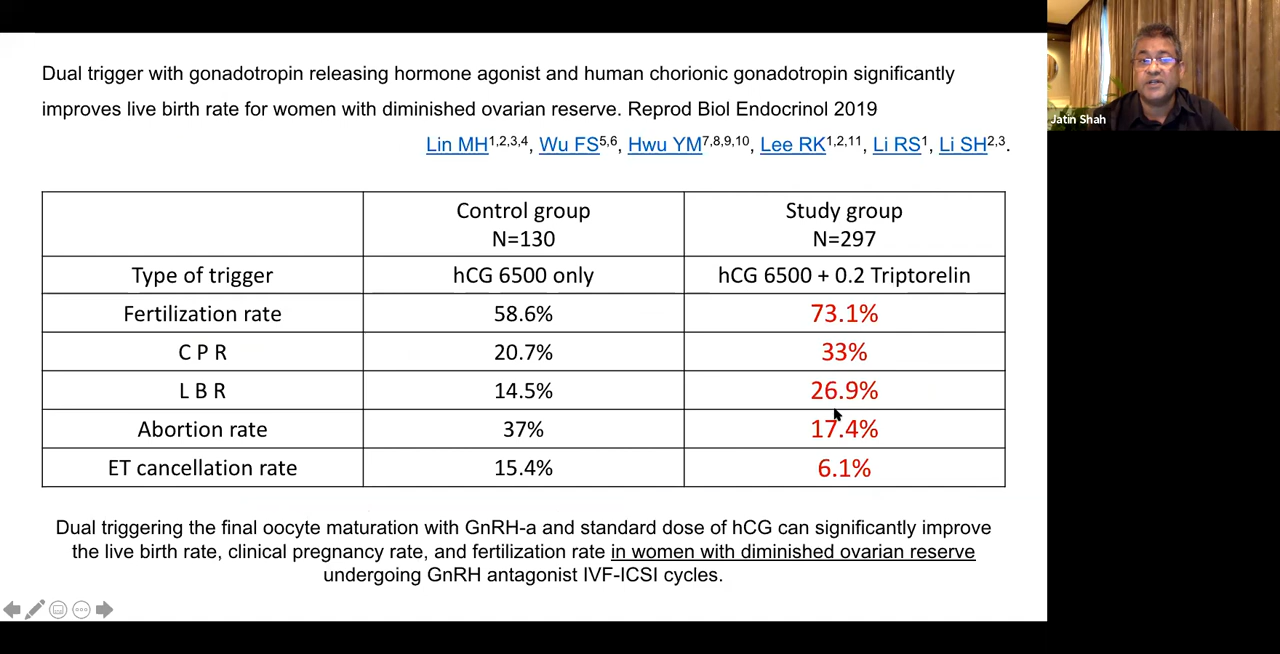 Dual trigger with gonadotropin releasing hormone agonist and human chorionic gonadotropin significantly
improves live birth rate for women with diminished ovarian reserve. Reprod Biol Endocrinol 2019
Lin MH1,2,3,4, Wu FS5,6, Hwu YM7,8,9,10, Lee RK1,2,11, Li RS1, Li SH2,3.
Jatin Shah
Control group Study group
N=130 N=297
Type of trigger hCG 6500 only hCG 6500 + 0.2 Triptorelin
Fertilization rate 58.6% 73.1%
C P R 20.7% 33%
L B R 14.5% 26.9%
Abortion rate 37% 17.4%
ET cancellation rate 15.4% 6.1%
Dual triggering the final oocyte maturation with GnRH-a and standard dose of hCG can significantly improve
the live birth rate, clinical pregnancy rate, and fertilization rate in women with diminished ovarian reserve
undergoing GnRH antagonist IVF-ICSI cycles.